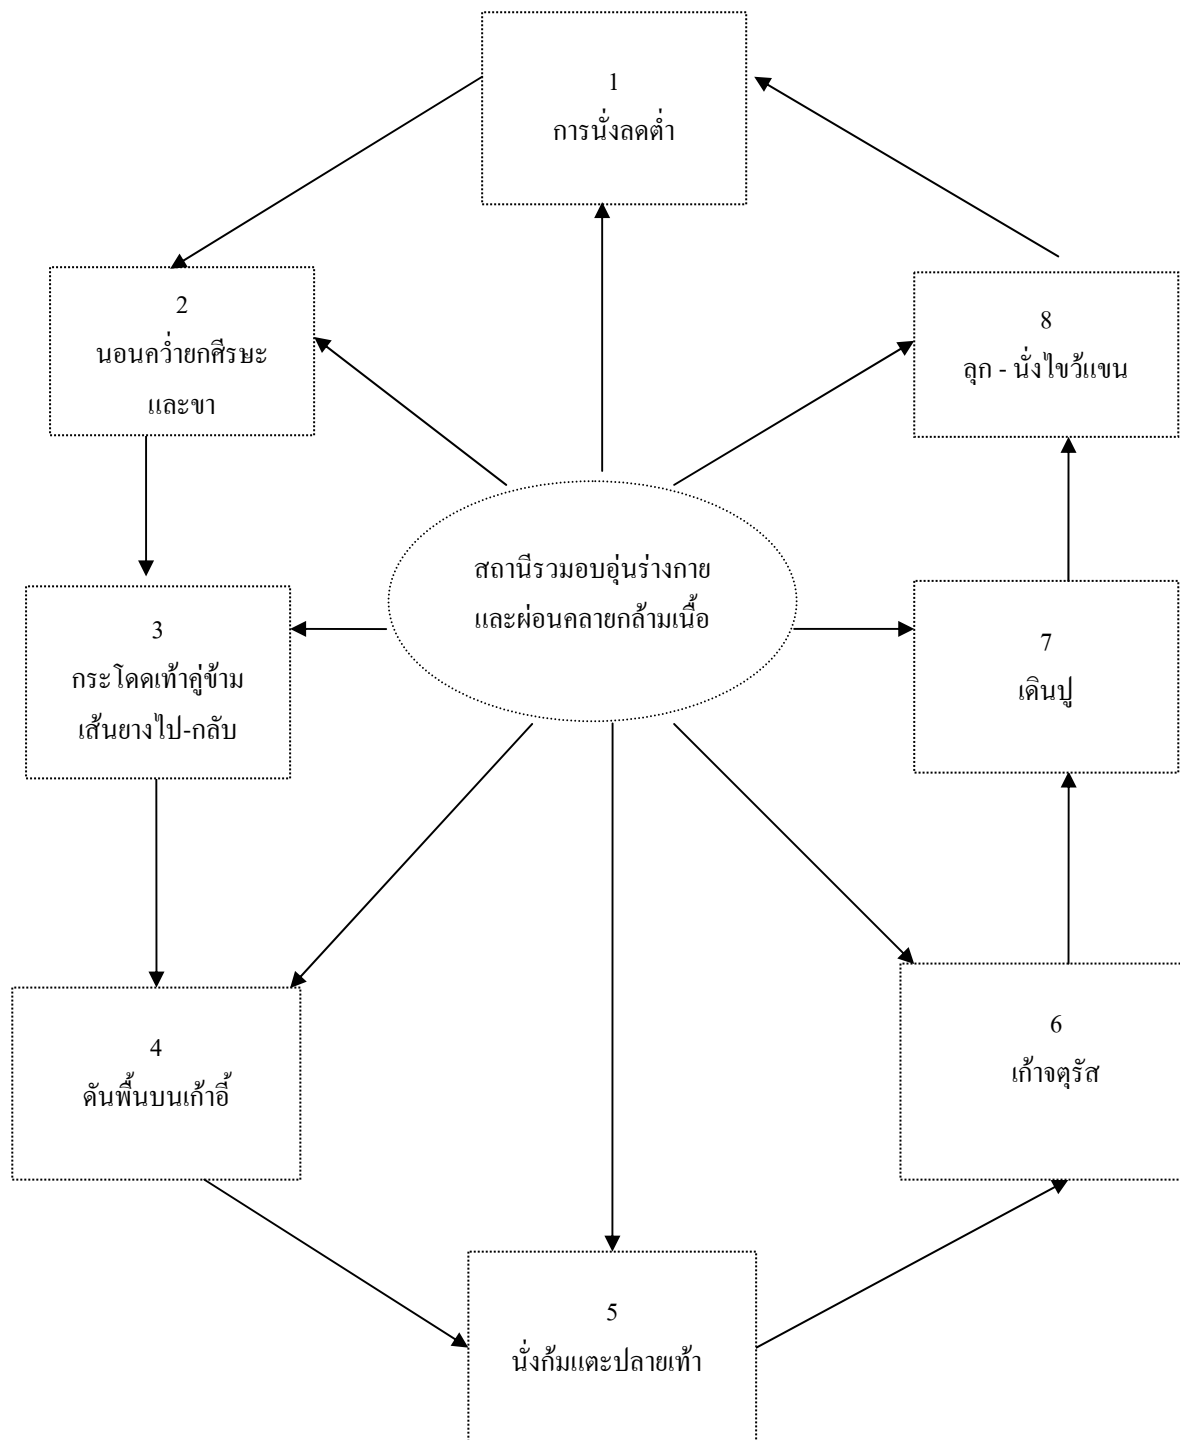 1
การนั่งลดต่ำ
2
นอนคว่ำยกศีรษะ
และขา
8
ลุก - นั่งไขว้แขน
สถานีรวมอบอุ่นร่างกาย
และผ่อนคลายกล้ามเนื้อ
3
กระโดดเท้าคู่ข้าม
เส้นยางไป-กลับ
7
เดินปู
4
ดันพื้นบนเก้าอี้
6
เก้าจตุรัส
5
นั่งก้มแตะปลายเท้า